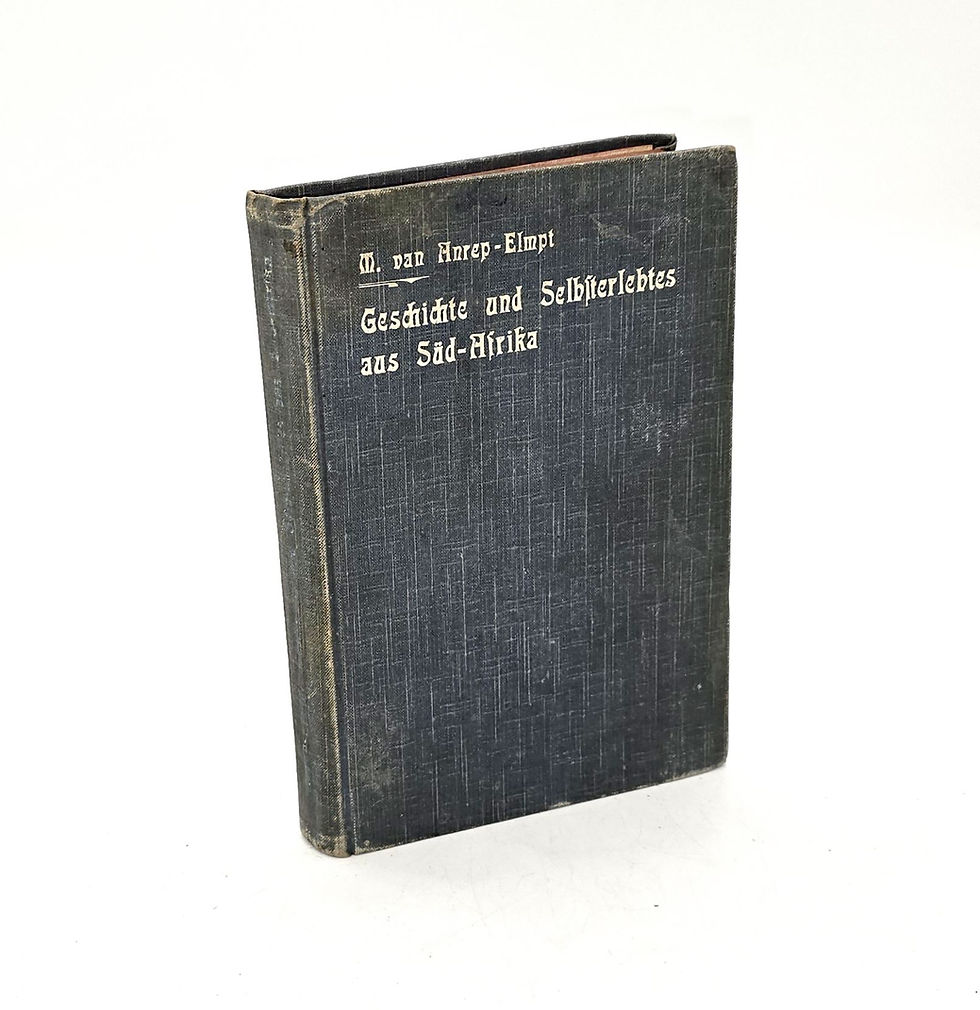 M. van Anrep-Elmpt
Geschichte und Selbſterlebtes
aus Süd-Afrika